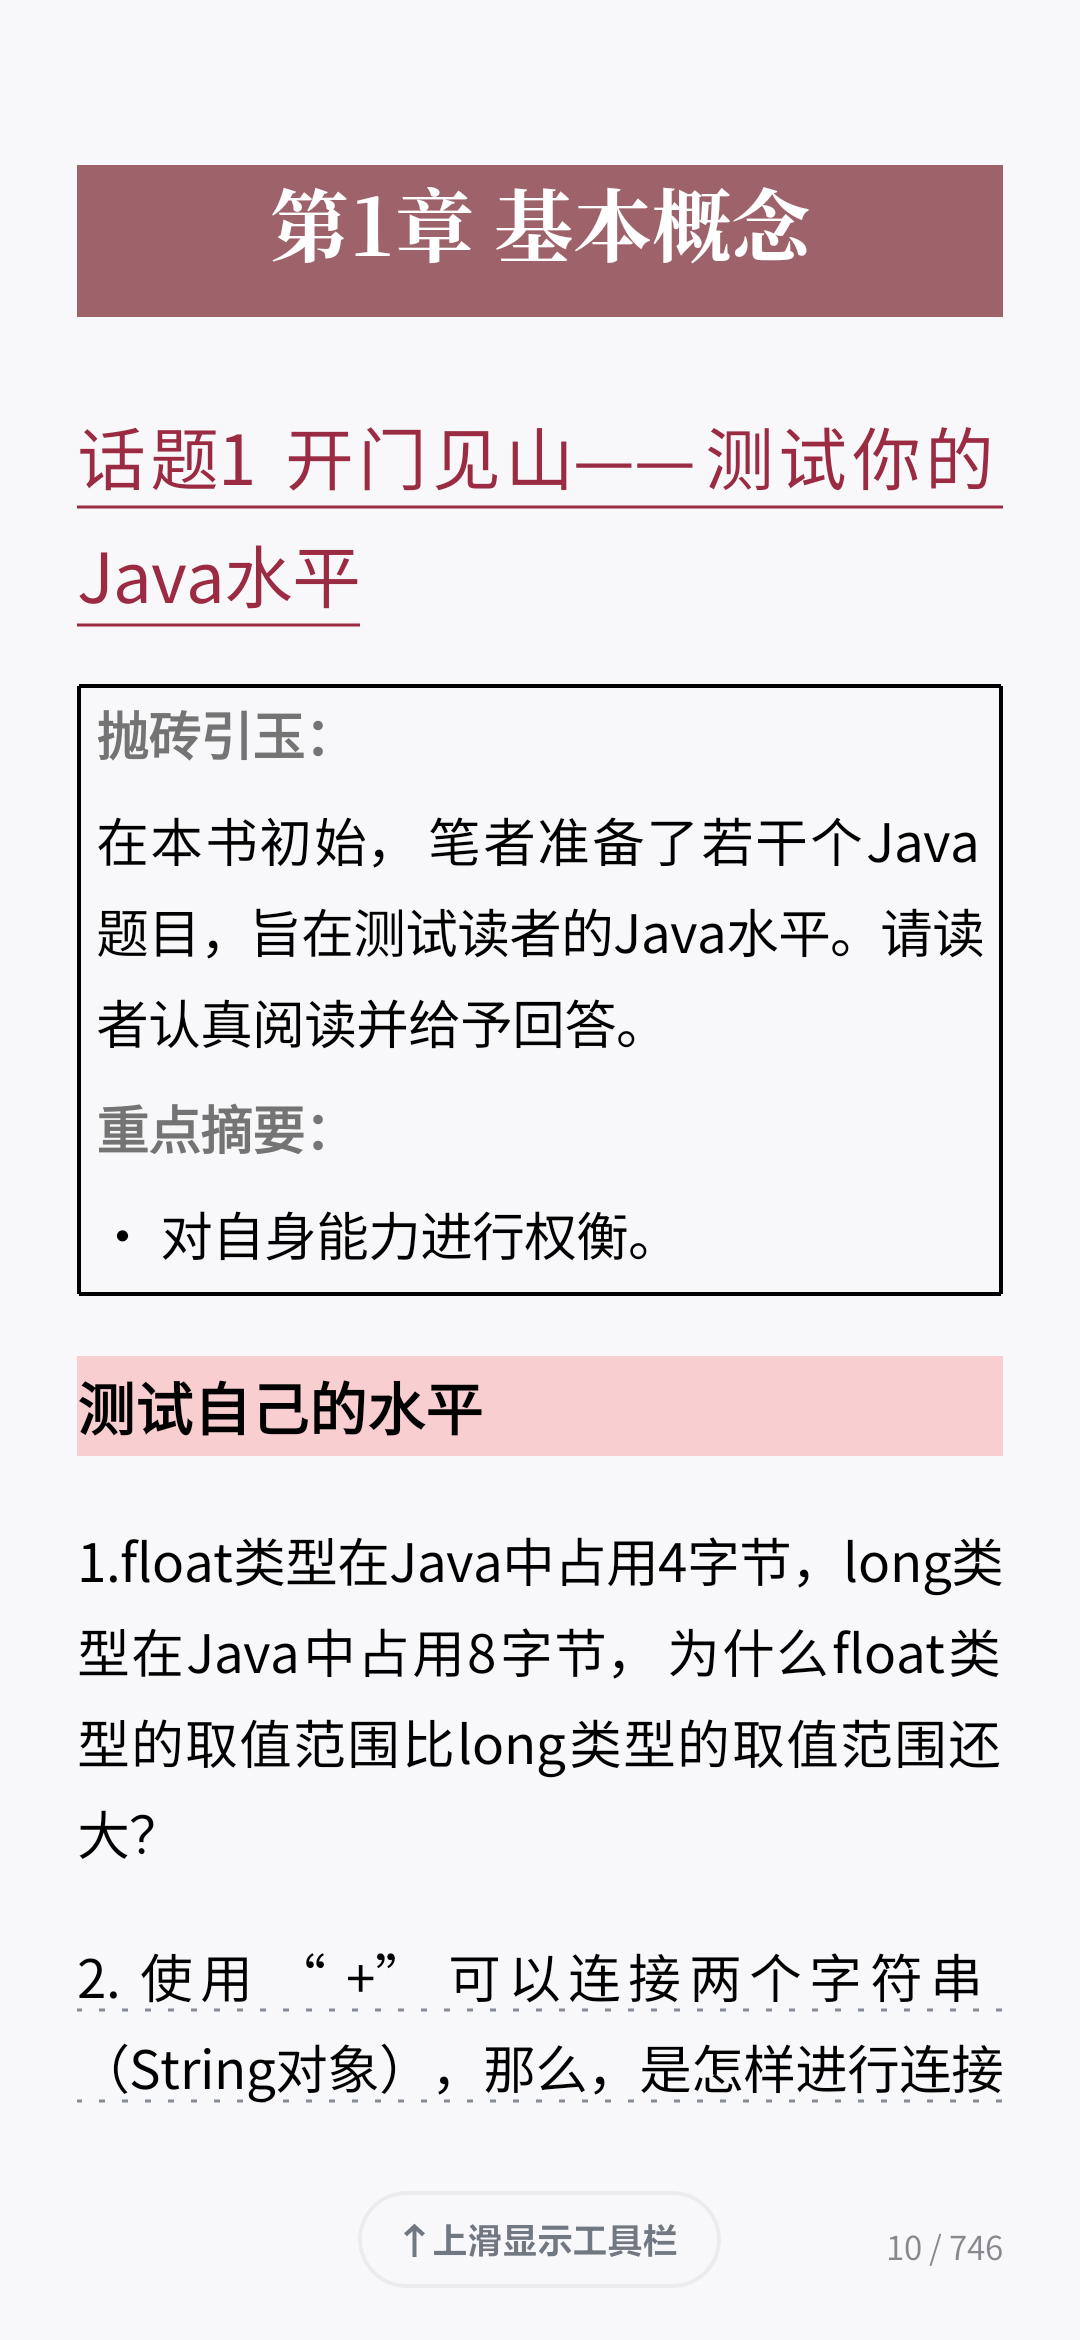 第1章 基本概念
话题1 开门见山——测试你的
Java水平
抛砖引玉：
在本书初始，笔者准备了若干个Java
题目，旨在测试读者的Java水平。请读
者认真阅读并给予回答。
重点摘要：
· 对自身能力进行权衡。
测试自己的水平
1.float类型在Java中占用4字节，long类
型在Java中占用8字节，为什么float类
型的取值范围比long类型的取值范围还
大？
2. 使用 “+” 可以连接两个字符串
（String对象），那么，是怎样进行连接
↑上滑显示工具栏
10 / 746